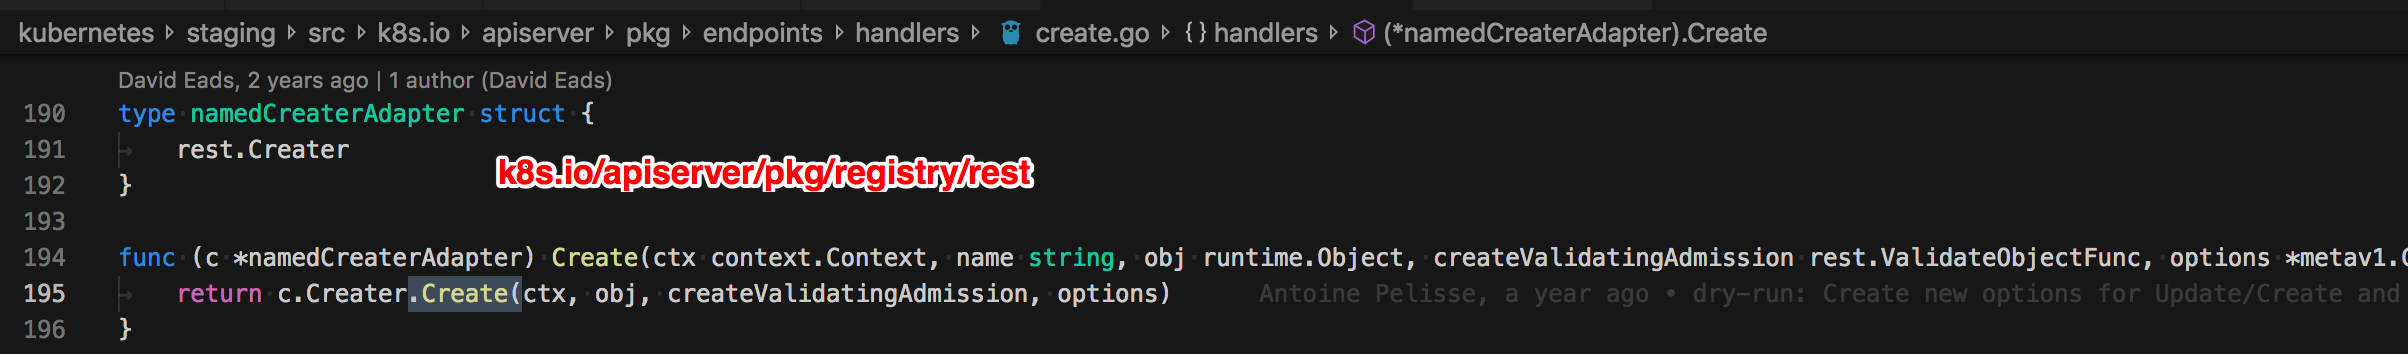 kubernetes › staging › src › k8s.io › apiserver › pkg › endpoints › handlers › create.go › {} handlers › (*namedCreaterAdapter).Create
David Eads, 2 years ago | 1 author (David Eads)
190 type namedCreaterAdapter struct {
191 rest.Creater
k8s.io/apiserver/pkg/registry/rest
192 }
193
194 func (c *namedCreaterAdapter) Create(ctx context.Context, name string, obj runtime.Object, createValidatingAdmission rest.ValidateObjectFunc, options *metav1.C
195 return c.Creater.Create(ctx, obj, createValidatingAdmission, options) Antoine Pelisse, a year ago • dry-run: Create new options for Update/Create and
196 }